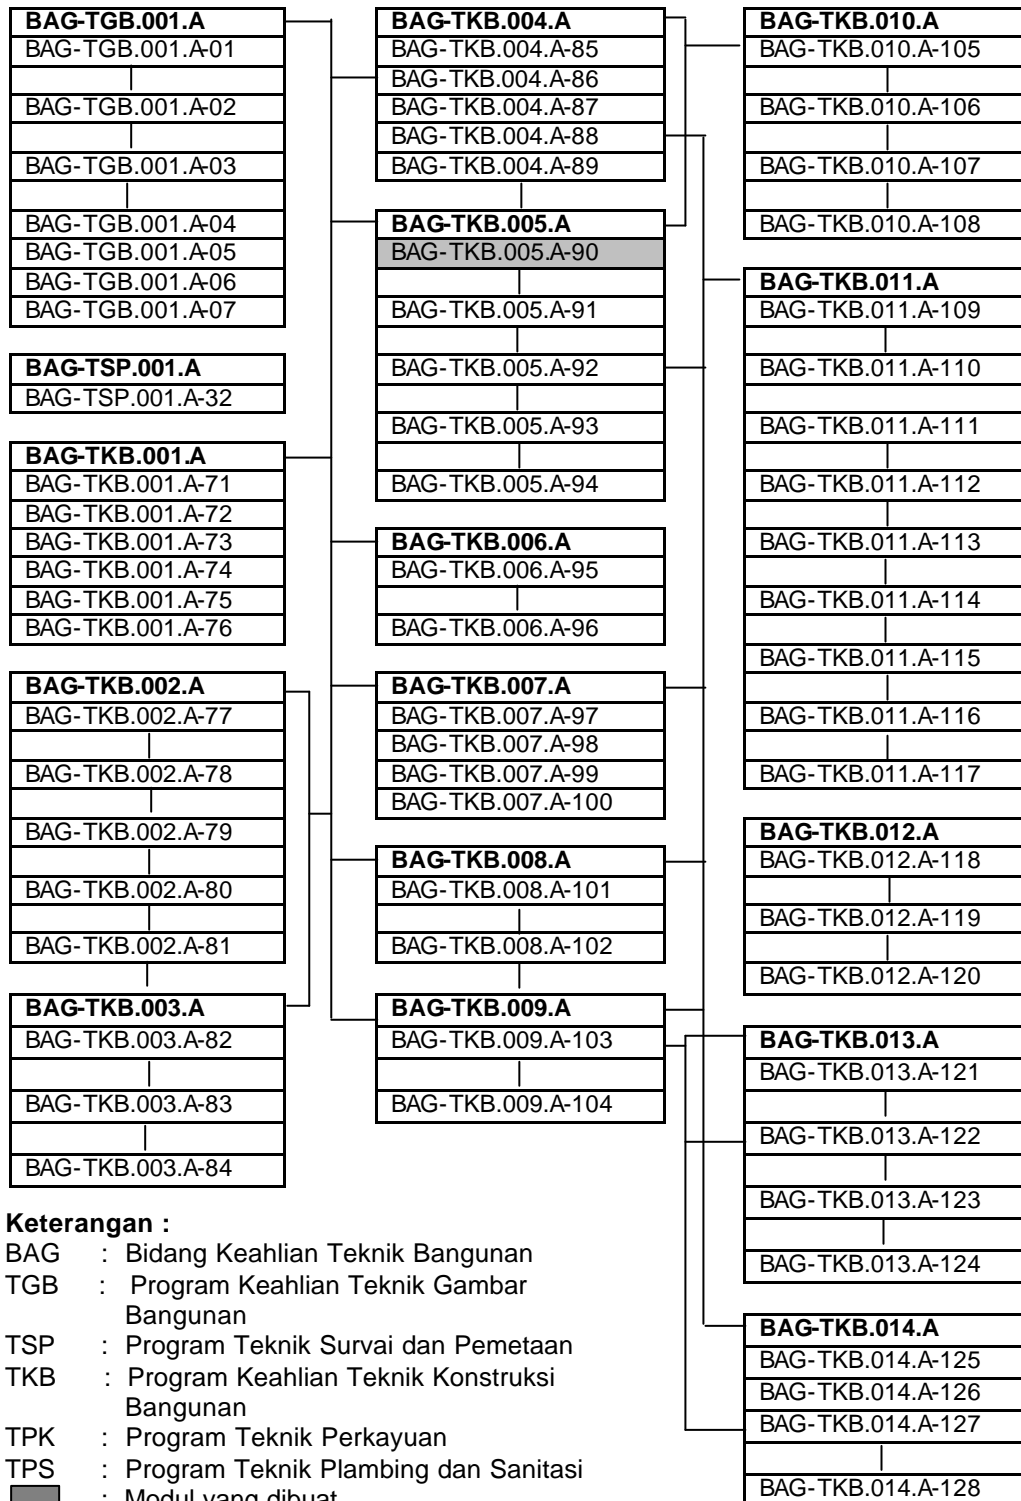 BAG-TGB.001.A
BAG-TGB.001.A-01
BAG-TGB.001.A-02
BAG-TGB.001.A-03
BAG-TGB.001.A-04
BAG-TGB.001.A-05
BAG-TGB.001.A-06
BAG-TGB.001.A-07
BAG-TSP.001.A
BAG-TSP.001.A-32
BAG-TKB.001.A
BAG-TKB.001.A-71
BAG-TKB.001.A-72
BAG-TKB.001.A-73
BAG-TKB.001.A-74
BAG-TKB.001.A-75
BAG-TKB.001.A-76
BAG-TKB.002.A
BAG-TKB.002.A-77
BAG-TKB.002.A-78
BAG-TKB.002.A-79
BAG-TKB.002.A-80
BAG-TKB.002.A-81
BAG-TKB.003.A
BAG-TKB.003.A-82
BAG-TKB.003.A-83
BAG-TKB.003.A-84
BAG-TKB.004.A
BAG-TKB.004.A-85
BAG-TKB.004.A-86
BAG-TKB.004.A-87
BAG-TKB.004.A-88
BAG-TKB.004.A-89
BAG-TKB.005.A
BAG-TKB.005.A-90
BAG-TKB.005.A-91
BAG-TKB.005.A-92
BAG-TKB.005.A-93
BAG-TKB.005.A-94
BAG-TKB.006.A
BAG-TKB.006.A-95
BAG-TKB.006.A-96
BAG-TKB.007.A
BAG-TKB.007.A-97
BAG-TKB.007.A-98
BAG-TKB.007.A-99
BAG-TKB.007.A-100
BAG-TKB.008.A
BAG-TKB.008.A-101
BAG-TKB.008.A-102
BAG-TKB.009.A
BAG-TKB.009.A-103
BAG-TKB.009.A-104
BAG-TKB.010.A
BAG-TKB.010.A-105
BAG-TKB.010.A-106
BAG-TKB.010.A-107
BAG-TKB.010.A-108
BAG-TKB.011.A
BAG-TKB.011.A-109
BAG-TKB.011.A-110
BAG-TKB.011.A-111
BAG-TKB.011.A-112
BAG-TKB.011.A-113
BAG-TKB.011.A-114
BAG-TKB.011.A-115
BAG-TKB.011.A-116
BAG-TKB.011.A-117
BAG-TKB.012.A
BAG-TKB.012.A-118
BAG-TKB.012.A-119
BAG-TKB.012.A-120
BAG-TKB.013.A
BAG-TKB.013.A-121
BAG-TKB.013.A-122
BAG-TKB.013.A-123
BAG-TKB.013.A-124
BAG-TKB.014.A
BAG-TKB.014.A-125
BAG-TKB.014.A-126
BAG-TKB.014.A-127
BAG-TKB.014.A-128
Keterangan :
BAG : Bidang Keahlian Teknik Bangunan
TGB : Program Keahlian Teknik Gambar
Bangunan
TSP : Program Teknik Survai dan Pemetaan
TKB : Program Keahlian Teknik Konstruksi
Bangunan
TPK : Program Teknik Perkayuan
TPS : Program Teknik Plambing dan Sanitasi
: Modul yang dibuat